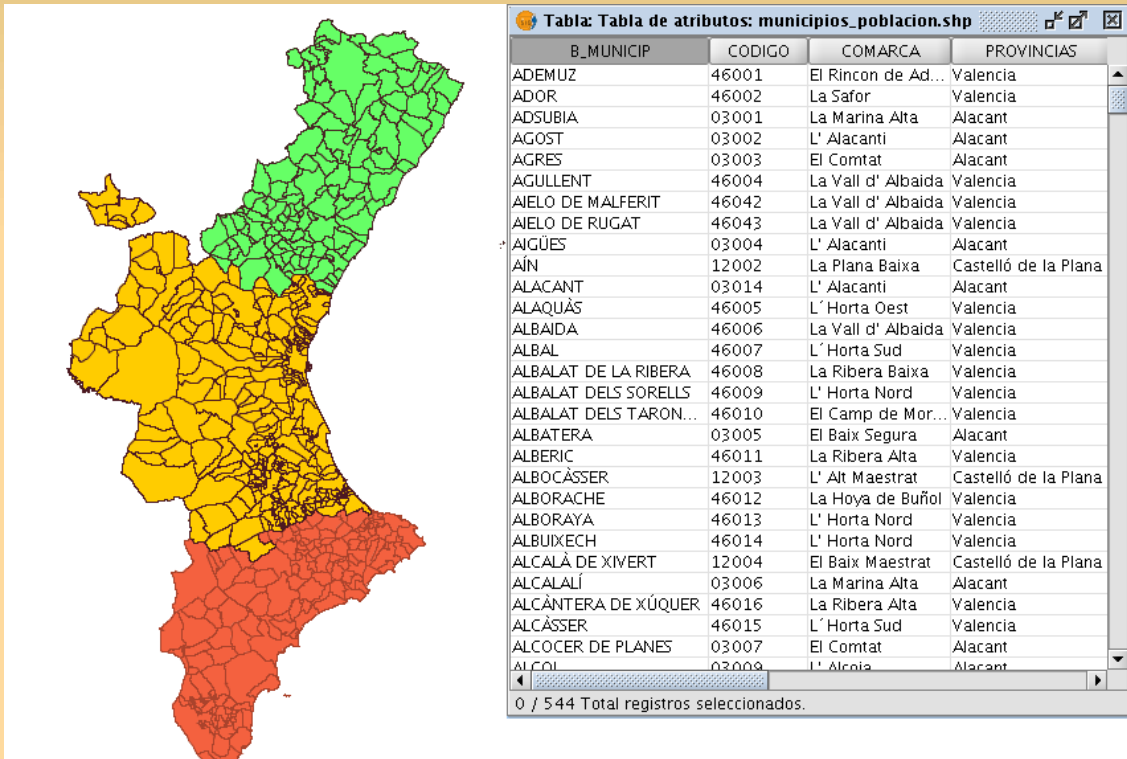 Tabla: Tabla de atributos: municipios_poblacion.shp
B_MUNICIP CODIGO COMARCA PROVINCIAS
ADEMUZ 46001 El Rincon de Ad... Valencia
ADOR 46002 La Safor Valencia
ADSUBIA 03001 La Marina Alta Alacant
AGOST 03002 L' Alacanti Alacant
AGRES 03003 El Comtat Alacant
AGULLENT 46004 La Vall d' Albaida Valencia
AIELO DE MALFERIT 46042 La Vall d' Albaida Valencia
AIELO DE RUGAT 46043 La Vall d' Albaida Valencia
AIGÜES 03004 L' Alacanti Alacant
AÍN 12002 La Plana Baixa Castelló de la Plana
ALACANT 03014 L' Alacanti Alacant
ALAQUÀS 46005 L´Horta Oest Valencia
ALBAIDA 46006 La Vall d' Albaida Valencia
ALBAL 46007 L´Horta Sud Valencia
ALBALAT DE LA RIBERA 46008 La Ribera Baixa Valencia
ALBALAT DELS SORELLS 46009 L' Horta Nord Valencia
ALBALAT DELS TARON... 46010 El Camp de Mor... Valencia
ALBATERA 03005 El Baix Segura Alacant
ALBERIC 46011 La Ribera Alta Valencia
ALBOCÀSSER 12003 L' Alt Maestrat Castelló de la Plana
ALBORACHE 46012 La Hoya de Buñol Valencia
ALBORAYA 46013 L' Horta Nord Valencia
ALBUIXECH 46014 L' Horta Nord Valencia
ALCALÀ DE XIVERT 12004 El Baix Maestrat Castelló de la Plana
ALCALALÍ 03006 La Marina Alta Alacant
ALCÀNTERA DE XÚQUER 46016 La Ribera Alta Valencia
ALCÀSSER 46015 L´Horta Sud Valencia
ALCOCER DE PLANES 03007 El Comtat Alacant
ALCOI 03009 L' Alcoia Alacant
0 / 544 Total registros seleccionados.